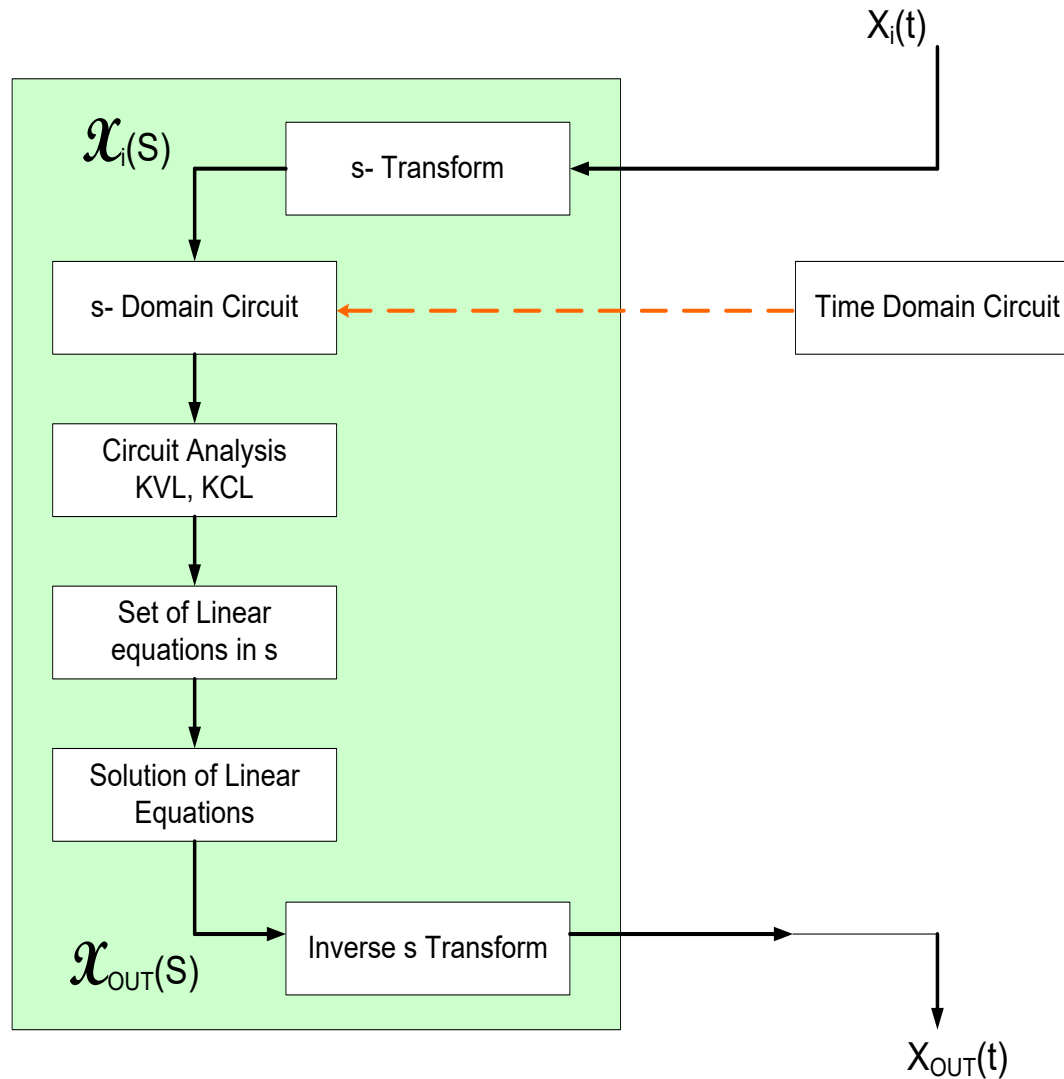 Xi(t)
𝒳i(S)
s- Transform
s- Domain Circuit
Time Domain Circuit
Circuit Analysis
KVL, KCL
Set of Linear
equations in s
Solution of Linear
Equations
𝒳OUT(S)
Inverse s Transform
XOUT(t)